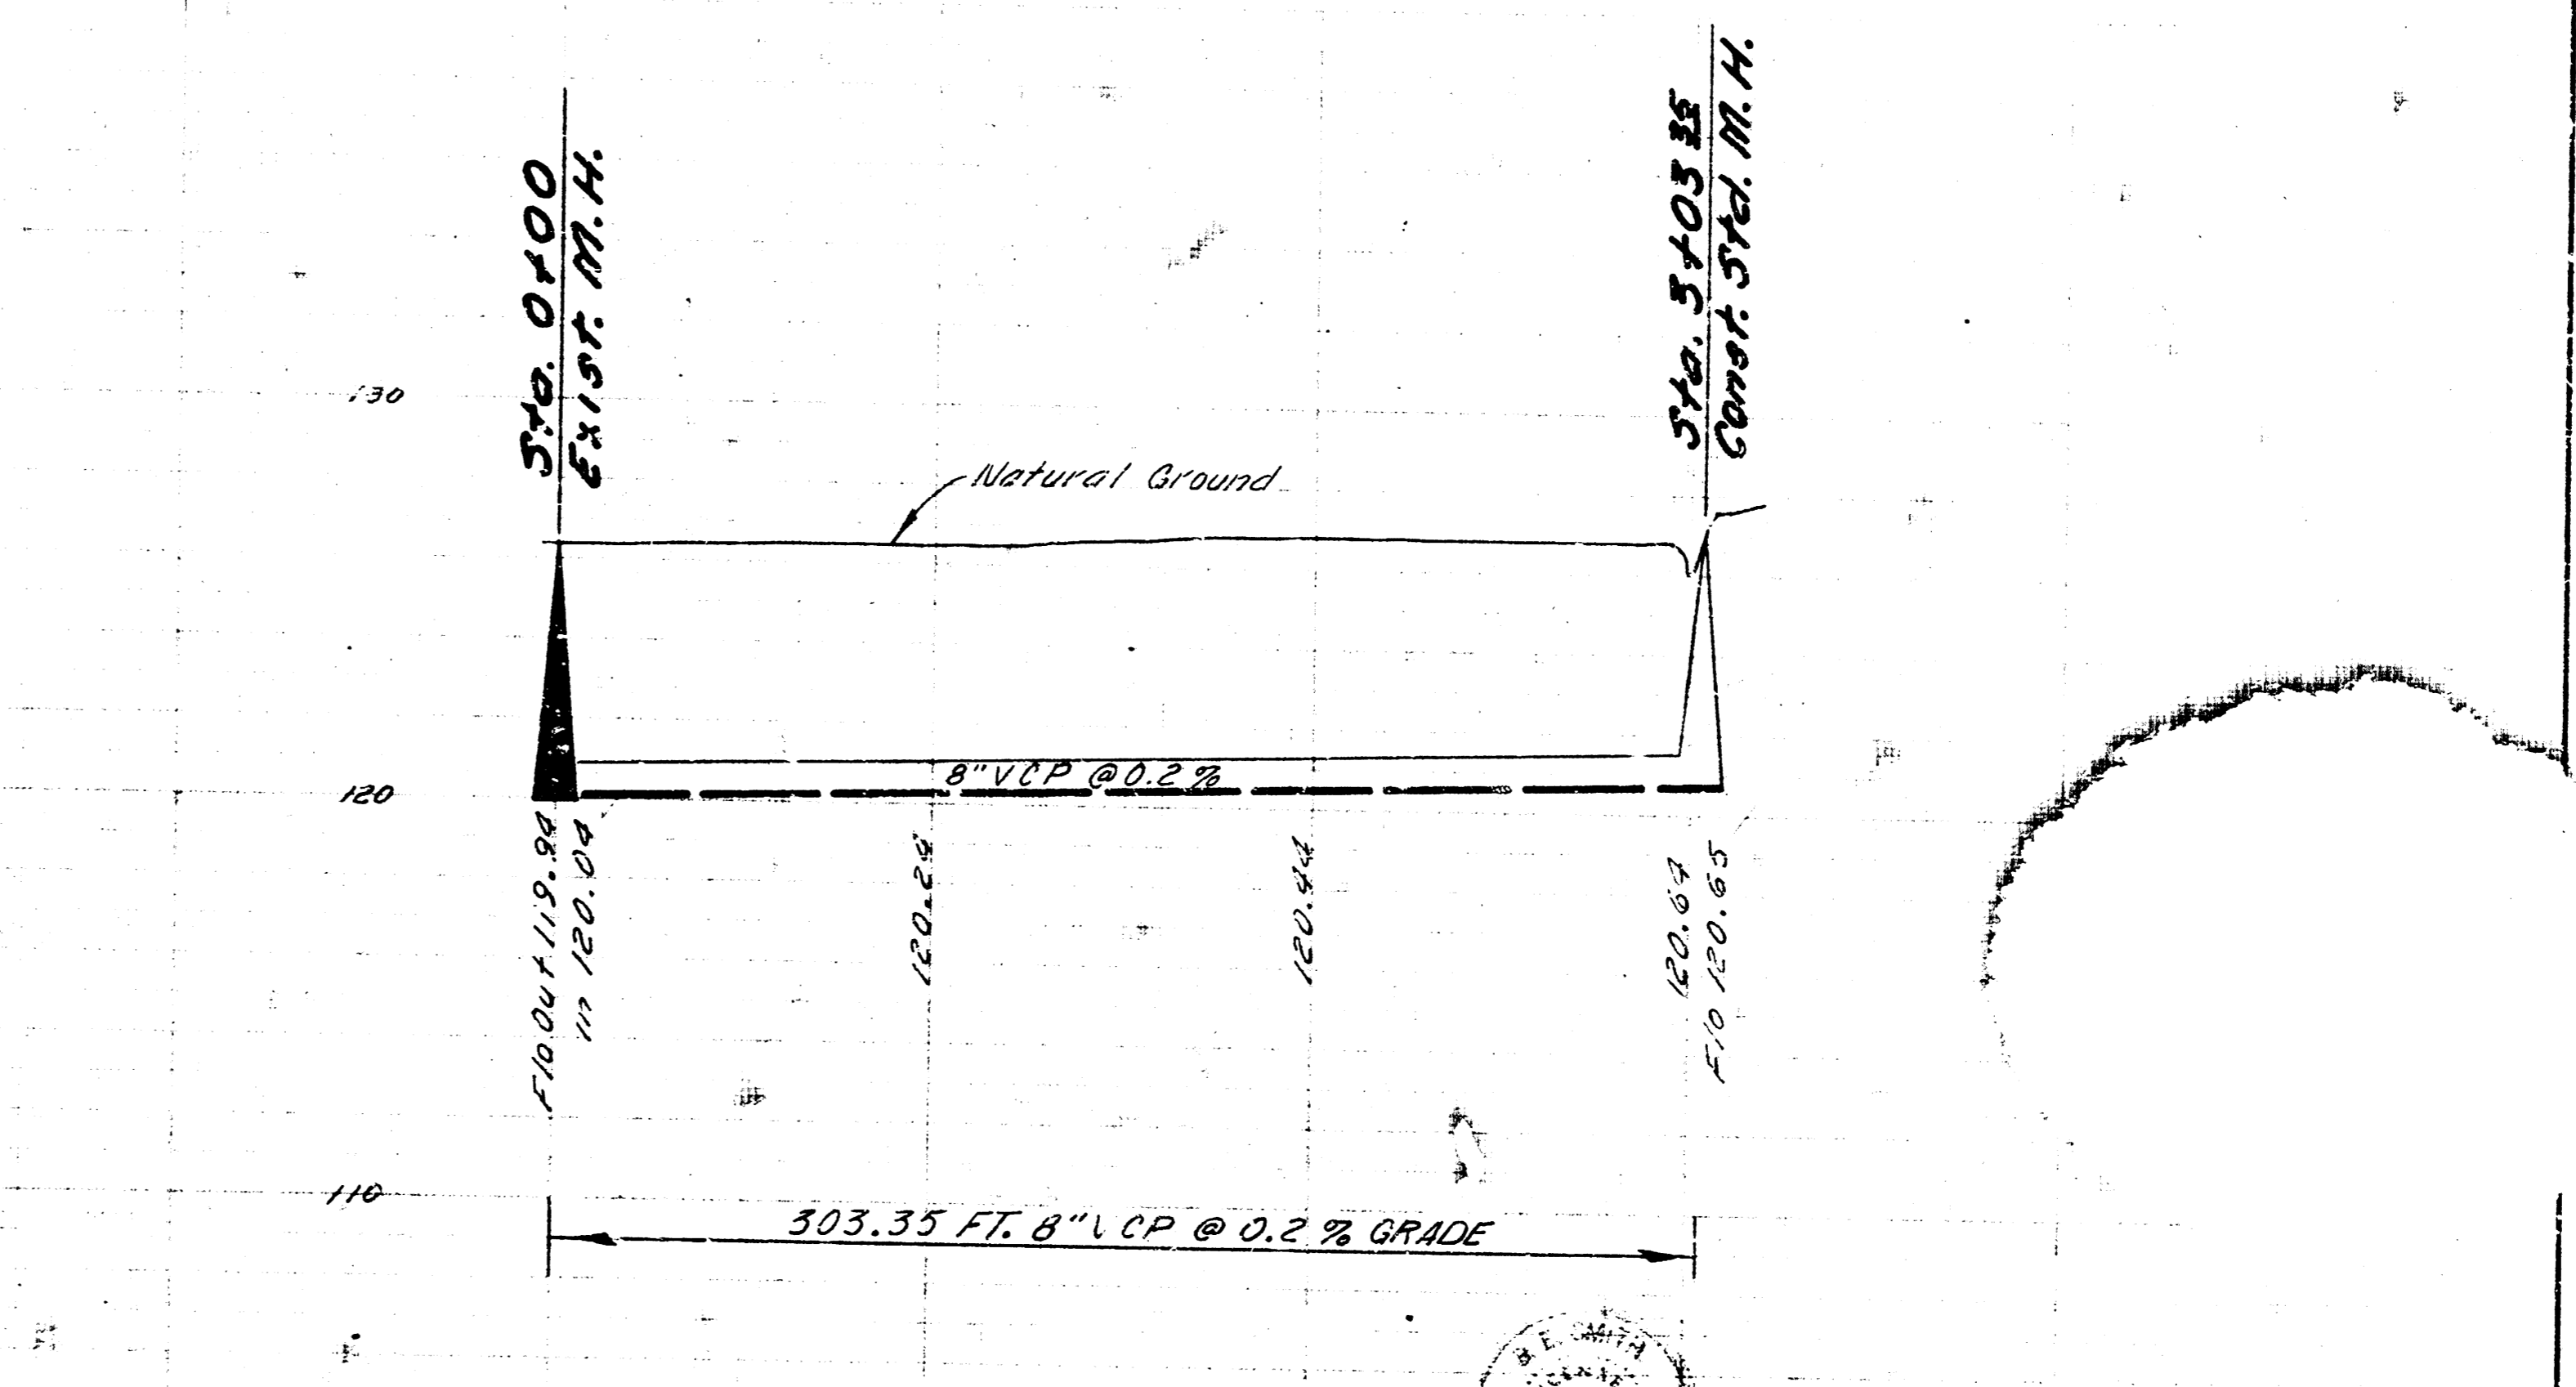 Sta. 0+00
Exist. M.H.
Sta. 3+03 35
Const. Std. M.H.
130
Natural Ground
8" VCP @ 0.2 %
120
Flo Out 119.94
In 120.04
120.24
120.44
120.64
Flo 120.65
110
303.35 FT. 8" VCP @ 0.2 % GRADE
B. E. SMITH